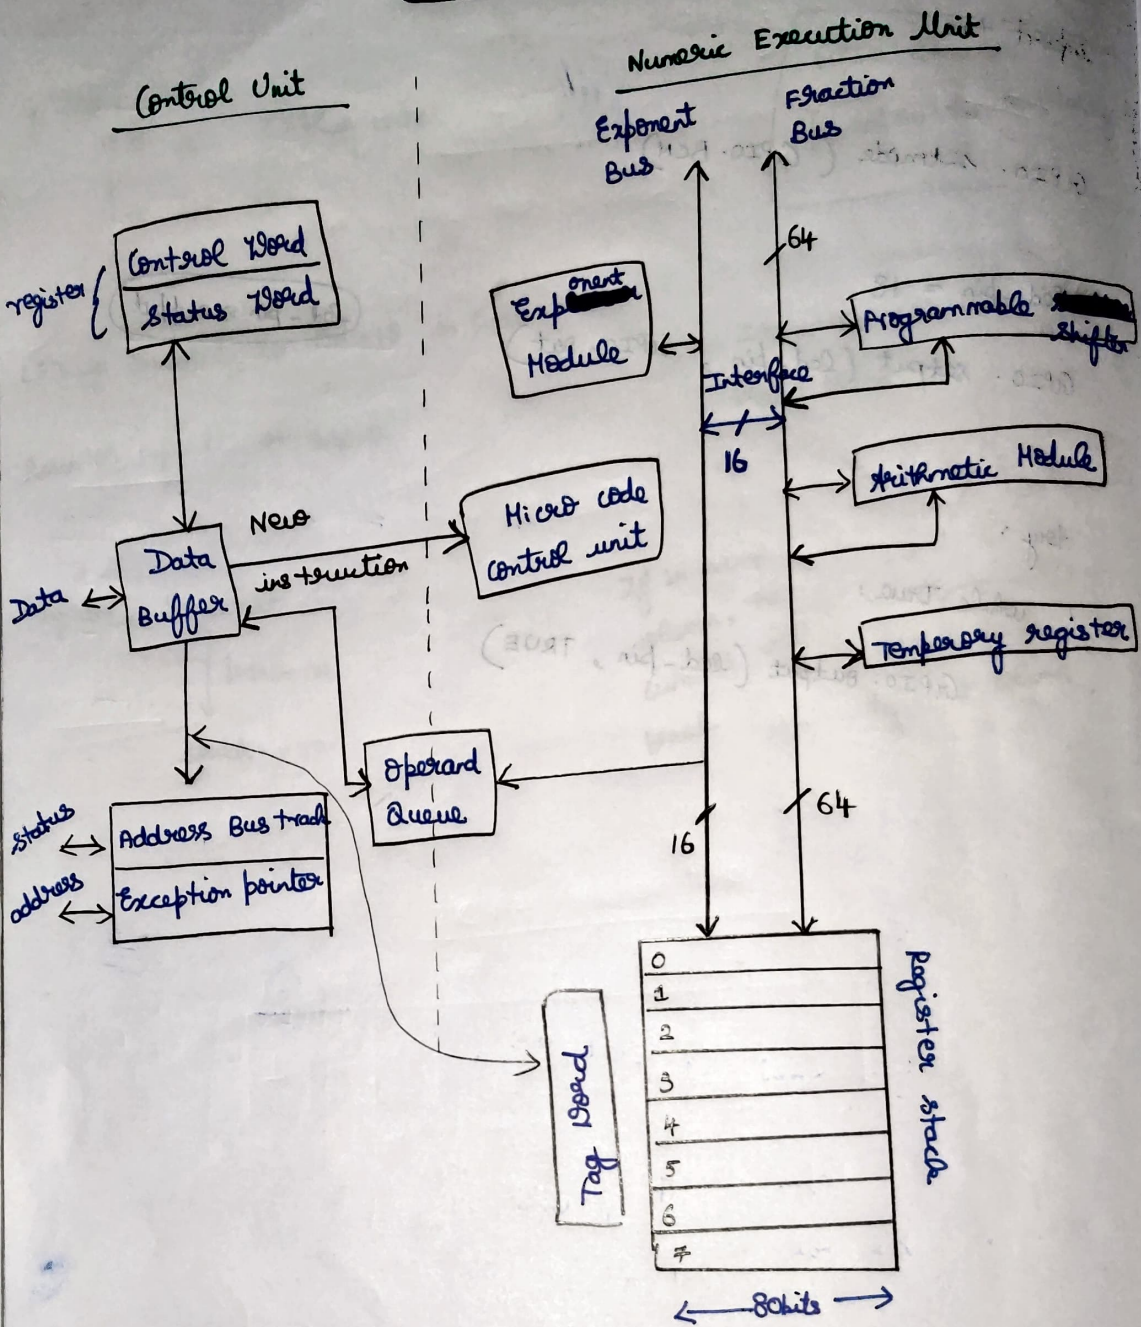 Control Unit
Numeric Execution Unit
Exponent
Bus
Fraction
Bus
64
register
Control Word
Status Word
Exponent
Module
Programmable
Shifter
Interface
16
Arithmetic Module
New
instruction
Micro code
control unit
Data
Data
Buffer
Temperory register
Operand
Queue
16
64
status
address
Address Bus track
Exception pointer
Tag Word
0
1
2
3
4
5
6
7
Register stack
80bits